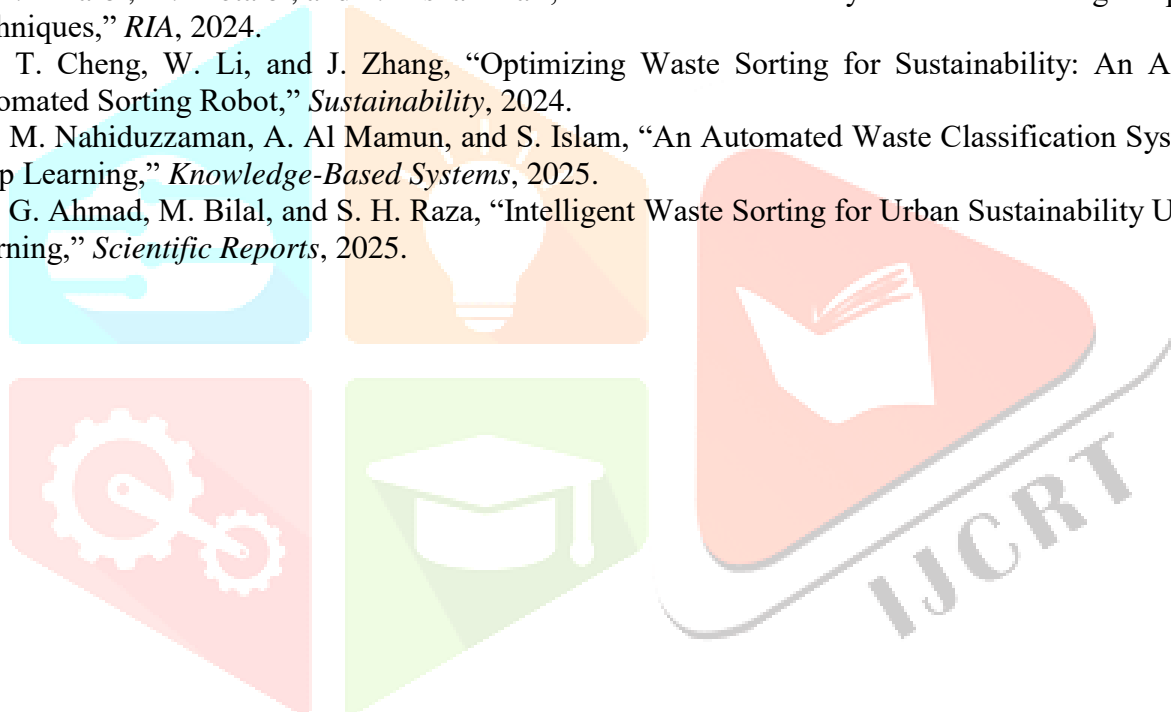 hniques,” RIA, 2024.
T. Cheng, W. Li, and J. Zhang, “Optimizing Waste Sorting for Sustainability: An A
omated Sorting Robot,” Sustainability, 2024.
M. Nahiduzzaman, A. Al Mamun, and S. Islam, “An Automated Waste Classification Sys
p Learning,” Knowledge-Based Systems, 2025.
G. Ahmad, M. Bilal, and S. H. Raza, “Intelligent Waste Sorting for Urban Sustainability U
rning,” Scientific Reports, 2025.
IJCRT